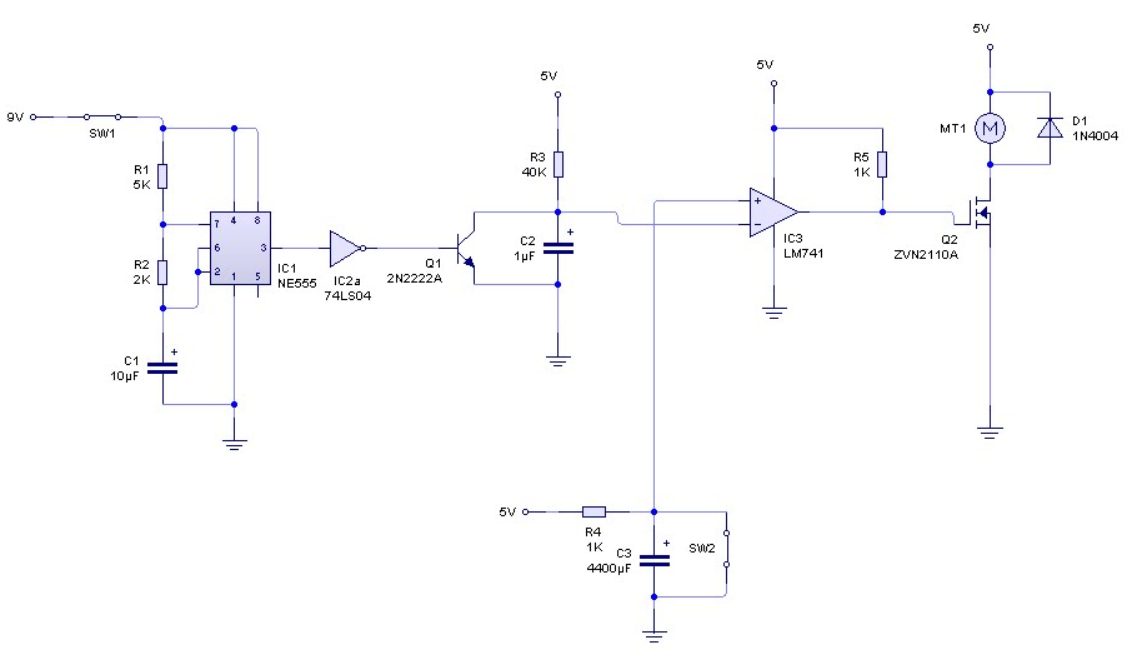 5V
5V
5V
9V
SW1
MT1
M
D1
1N4004
R1
5K
R3
40K
R5
1K
7
4
8
6
3
2
1
5
+
−
R2
2K
IC1
NE555
IC2a
74LS04
Q1
2N2222A
+
C2
1µF
IC3
LM741
Q2
ZVN2110A
+
C1
10µF
5V
R4
1K
+
C3
4400µF
SW2